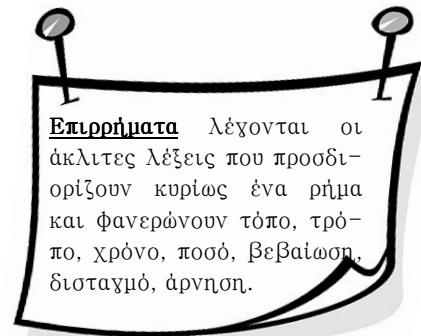 Επιρρήματα λέγονται οι
άκλιτες λέξεις που προσδι-
ορίζουν κυρίως ένα ρήμα
και φανερώνουν τόπο, τρό-
πο, χρόνο, ποσό, βεβαίωση,
δισταγμό, άρνηση.